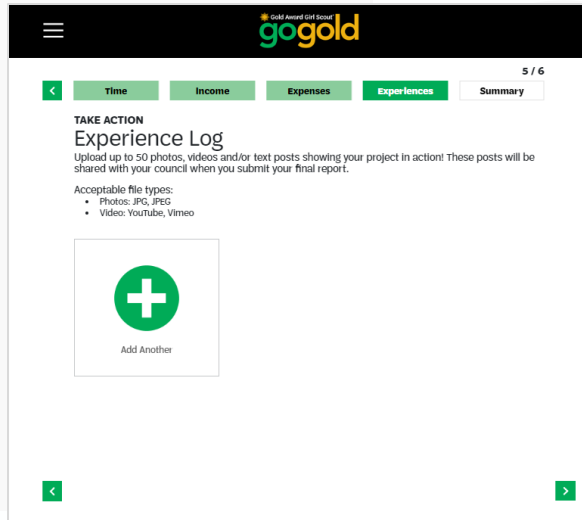 Gold Award Girl Scout
gogold
5 / 6
Time Income Expenses Experiences Summary
TAKE ACTION
Experience Log
Upload up to 50 photos, videos and/or text posts showing your project in action! These posts will be
shared with your council when you submit your final report.
Acceptable file types:
• Photos: JPG, JPEG
• Video: YouTube, Vimeo
Add Another